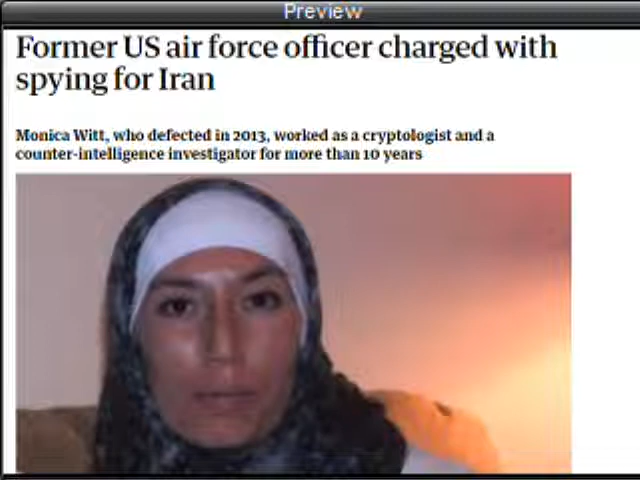 Preview
Former US air force officer charged with
spying for Iran
Monica Witt, who defected in 2013, worked as a cryptologist and a
counter-intelligence investigator for more than 10 years